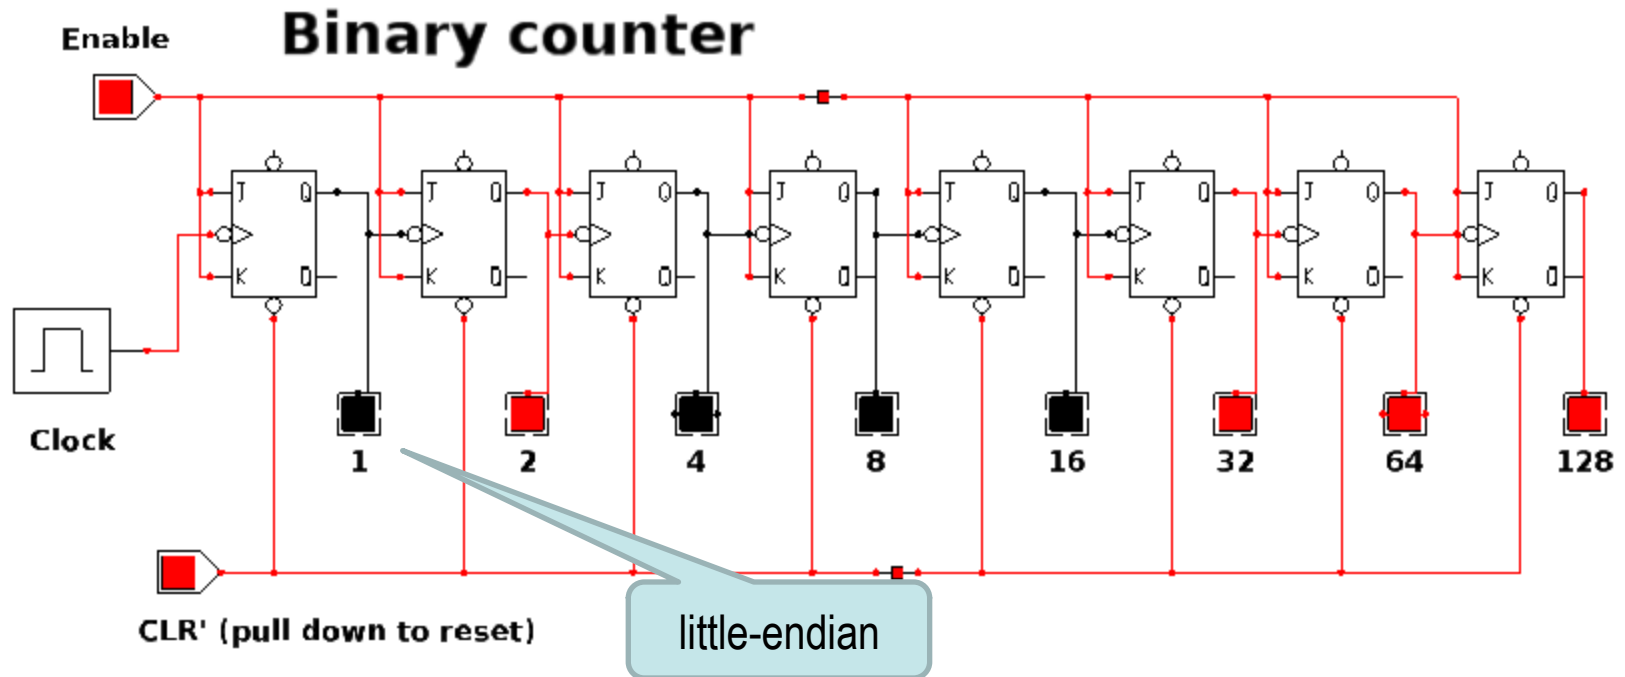 Binary counter
Enable
J Q J Q J Q J Q J Q J Q J Q J Q
K Q K Q K Q K Q K Q K Q K Q K Q
Clock
1 2 4 8 16 32 64 128
CLR' (pull down to reset)
little-endian